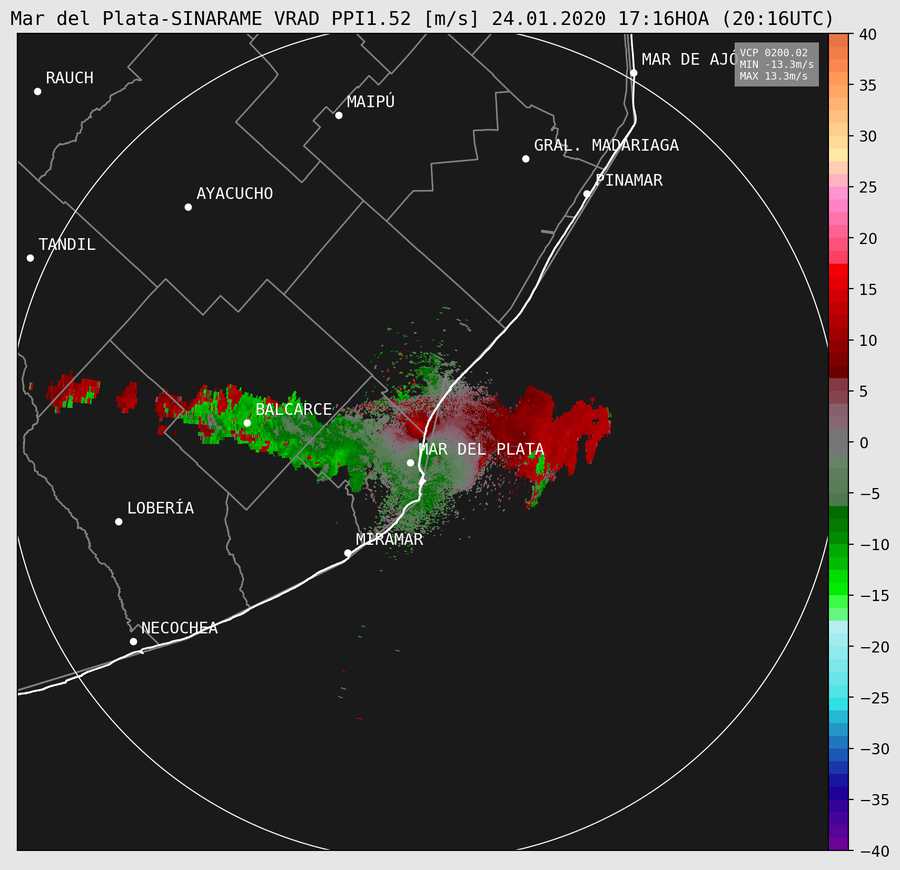 Mar del Plata-SINARAME VRAD PPI1.52 [m/s] 24.01.2020 17:16HOA (20:16UTC)
VCP 0200.02
MIN -13.3m/s
MAX 13.3m/s
MAR DE AJÓ
RAUCH
MAIPÚ
GRAL. MADARIAGA
PINAMAR
AYACUCHO
TANDIL
BALCARCE
MAR DEL PLATA
LOBERÍA
MIRAMAR
NECOCHEA
40
35
30
25
20
15
10
5
0
−5
−10
−15
−20
−25
−30
−35
−40